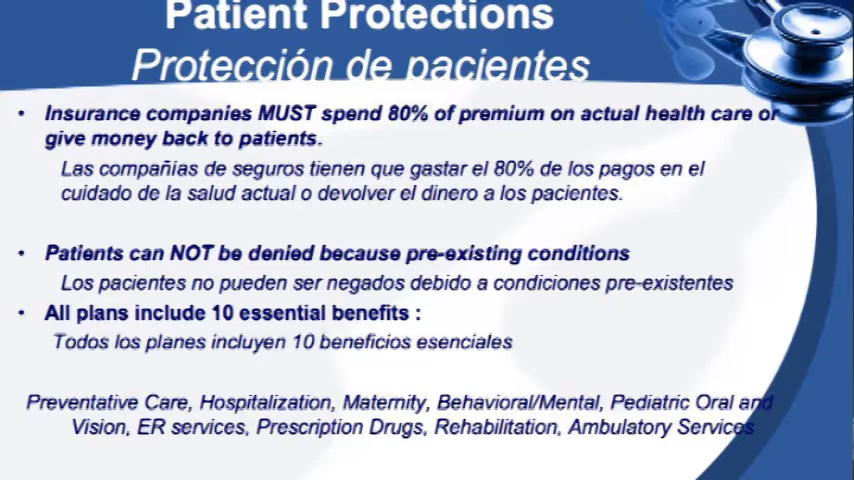 Patient Protections
Protección de pacientes
• Insurance companies MUST spend 80% of premium on actual health care or
give money back to patients.
Las compañias de seguros tienen que gastar el 80% de los pagos en el
cuidado de la salud actual o devolver el dinero a los pacientes.
• Patients can NOT be denied because pre-existing conditions
Los pacientes no pueden ser negados debido a condiciones pre-existentes
• All plans include 10 essential benefits :
Todos los planes incluyen 10 beneficios esenciales
Preventative Care, Hospitalization, Maternity, Behavioral/Mental, Pediatric Oral and
Vision, ER services, Prescription Drugs, Rehabilitation, Ambulatory Services